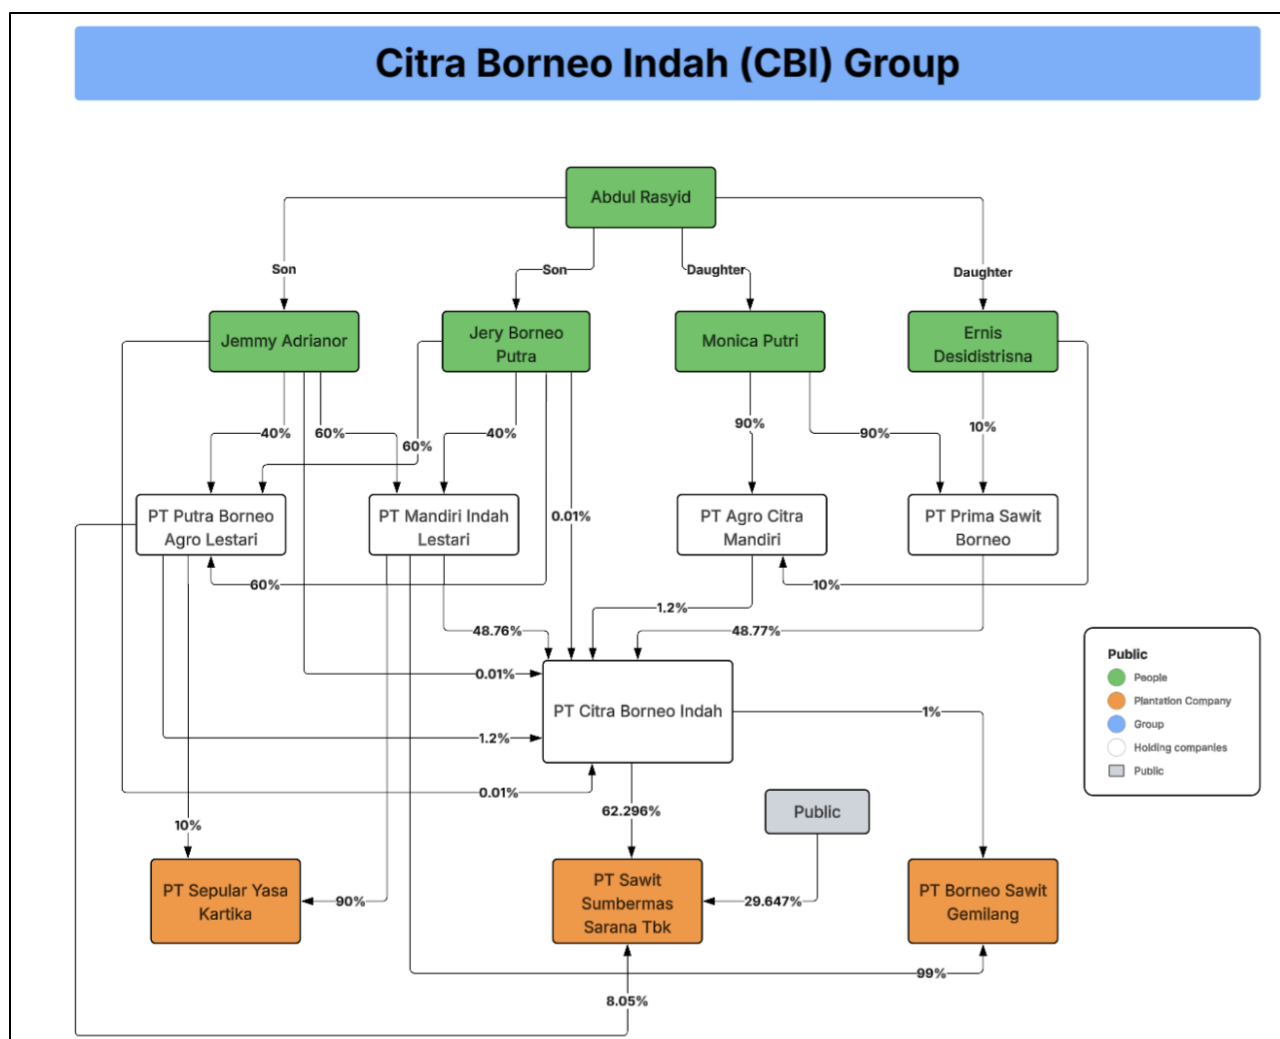 Citra Borneo Indah (CBI) Group
Abdul Rasyid
Son
Son
Daughter
Daughter
Jemmy Adrianor
Jery Borneo
Putra
Monica Putri
Ernis
Desidistrisna
40%
60%
60%
40%
90%
90%
10%
PT Putra Borneo
Agro Lestari
PT Mandiri Indah
Lestari
0.01%
PT Agro Citra
Mandiri
PT Prima Sawit
Borneo
60%
10%
1.2%
48.76%
48.77%
0.01%
PT Citra Borneo Indah
1%
1.2%
0.01%
62.296%
Public
10%
PT Sepular Yasa
Kartika
90%
PT Sawit
Sumbermas
Sarana Tbk
29.647%
PT Borneo Sawit
Gemilang
99%
8.05%
Public
People
Plantation Company
Group
Holding companies
Public